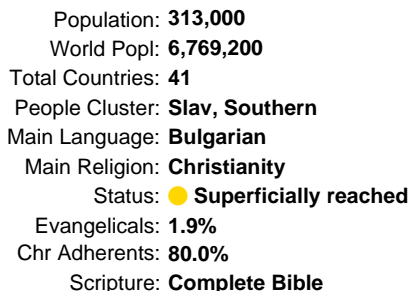 Population: 313,000
World Popl: 6,769,200
Total Countries: 41
People Cluster: Slav, Southern
Main Language: Bulgarian
Main Religion: Christianity
Status: Superficially reached
Evangelicals: 1.9%
Chr Adherents: 80.0%
Scripture: Complete Bible